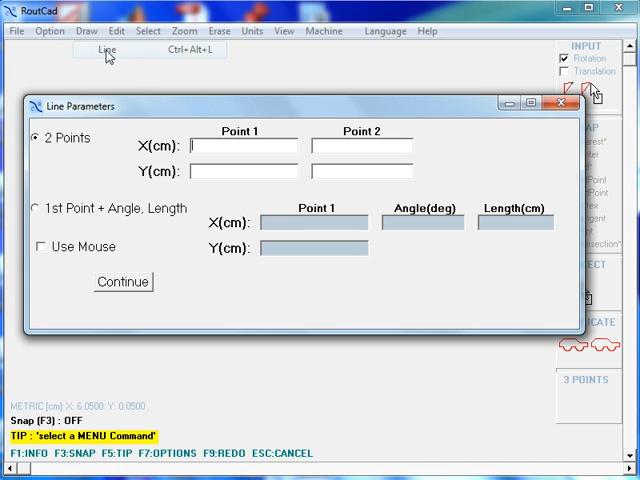 RoutCad
File Option Draw Edit Select Zoom Erase Units View Machine Language Help
Line Ctrl+Alt+L
INPUT
Rotation
Translation
Line Parameters
2 Points
Point 1 Point 2
X(cm):
Y(cm):
1st Point + Angle, Length
Point 1 Angle(deg) Length(cm)
X(cm):
Use Mouse
Y(cm):
Continue
3 POINTS
METRIC [cm]: X: 6.0500 Y: 0.0500
Snap (F3) : OFF
TIP : 'select a MENU Command'
F1:INFO F3:SNAP F5:TIP F7:OPTIONS F9:REDO ESC:CANCEL